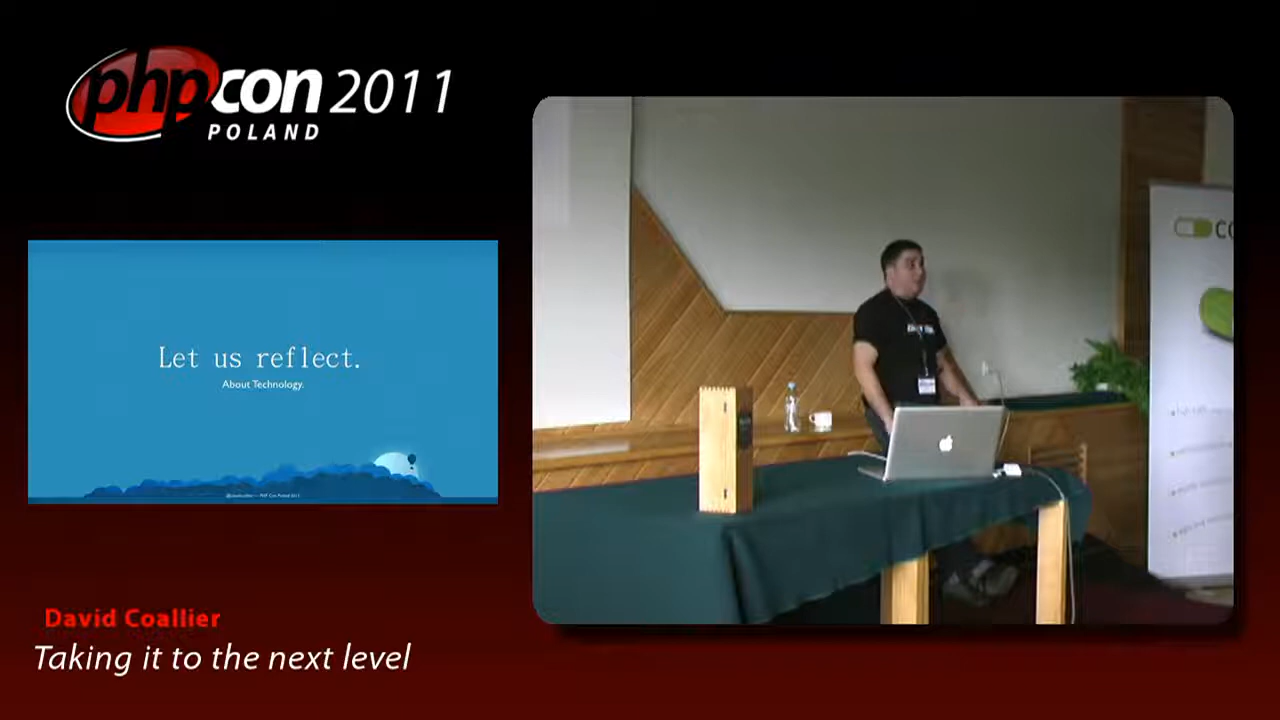 phpcon 2011
POLAND
Let us reflect.
About Technology.
David Coallier
Taking it to the next level